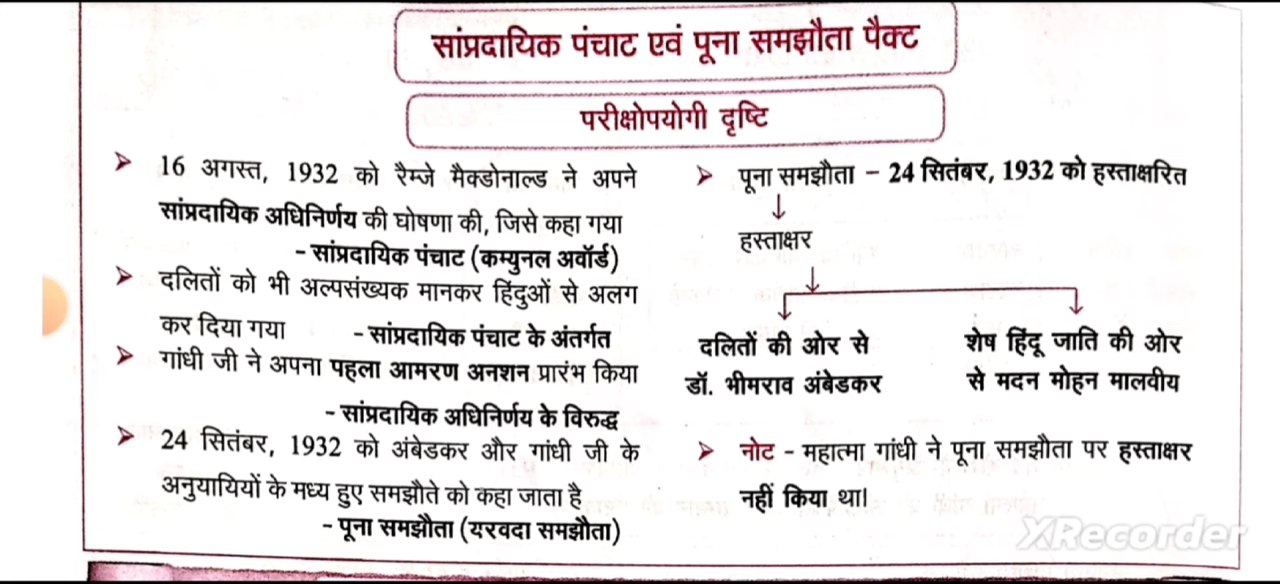 सांप्रदायिक पंचाट एवं पूना समझौता पैक्ट
परीक्षोपयोगी दृष्टि
➤ 16 अगस्त, 1932 को रैम्जे मैक्डोनाल्ड ने अपने
सांप्रदायिक अधिनिर्णय की घोषणा की, जिसे कहा गया
- सांप्रदायिक पंचाट (कम्युनल अवॉर्ड)
➤ दलितों को भी अल्पसंख्यक मानकर हिंदुओं से अलग
कर दिया गया - सांप्रदायिक पंचाट के अंतर्गत
➤ गांधी जी ने अपना पहला आमरण अनशन प्रारंभ किया
- सांप्रदायिक अधिनिर्णय के विरुद्ध
➤ 24 सितंबर, 1932 को अंबेडकर और गांधी जी के
अनुयायियों के मध्य हुए समझौते को कहा जाता है
- पूना समझौता (यरवदा समझौता)
➤ पूना समझौता – 24 सितंबर, 1932 को हस्ताक्षरित
हस्ताक्षर
दलितों की ओर से
डॉ. भीमराव अंबेडकर
शेष हिंदू जाति की ओर
से मदन मोहन मालवीय
➤ नोट - महात्मा गांधी ने पूना समझौता पर हस्ताक्षर
नहीं किया था।
XRecorder